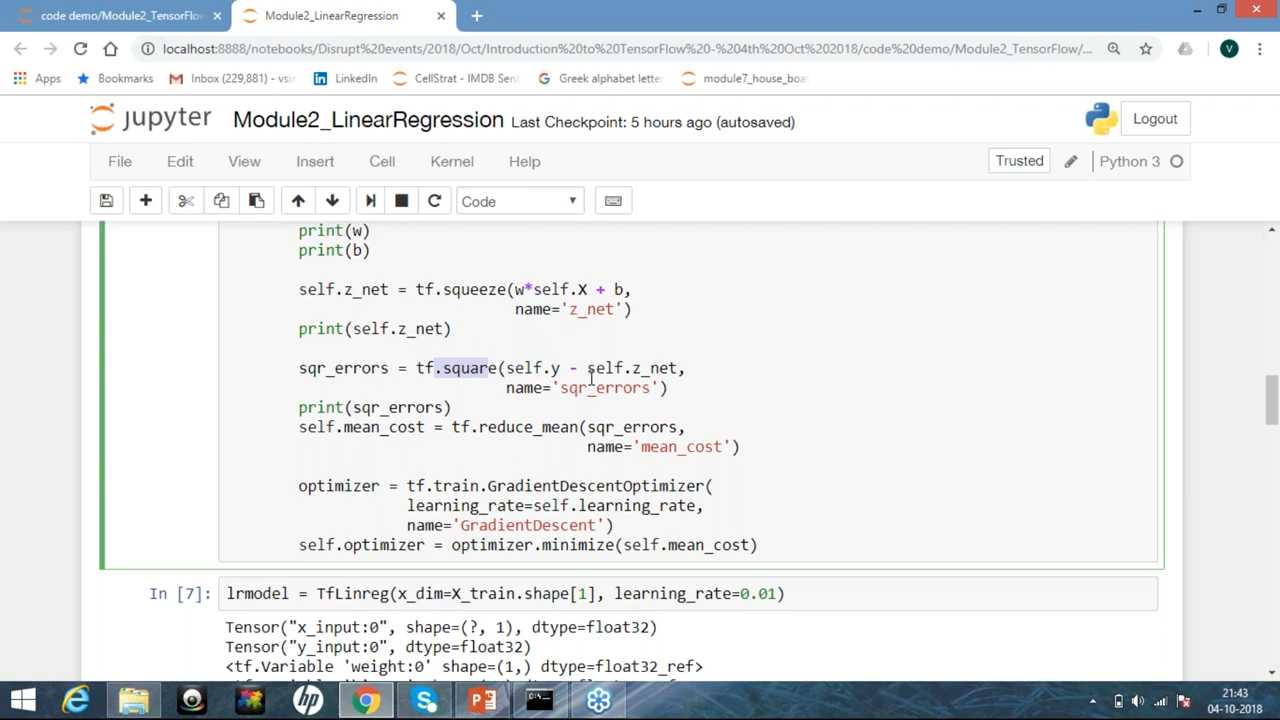 code demo/Module2_TensorFlow
Module2_LinearRegression
localhost:8888/notebooks/Disrupt%20events/2018/Oct/Introduction%20to%20TensorFlow%20-%204th%20Oct%202018/code%20demo/Module2_TensorFlow/...
V
Apps Bookmarks Inbox (229,881) - vsin LinkedIn CellStrat - IMDB Sent Greek alphabet letter module7_house_boat
jupyter Module2_LinearRegression Last Checkpoint: 5 hours ago (autosaved) Logout
File Edit View Insert Cell Kernel Help Trusted Python 3
Code
print(w)
print(b)
self.z_net = tf.squeeze(w*self.X + b,
name='z_net')
print(self.z_net)
sqr_errors = tf.square(self.y - self.z_net,
name='sqr_errors')
print(sqr_errors)
self.mean_cost = tf.reduce_mean(sqr_errors,
name='mean_cost')
optimizer = tf.train.GradientDescentOptimizer(
learning_rate=self.learning_rate,
name='GradientDescent')
self.optimizer = optimizer.minimize(self.mean_cost)
In [7]: lrmodel = TfLinreg(x_dim=X_train.shape[1], learning_rate=0.01)
Tensor("x_input:0", shape=(?, 1), dtype=float32)
Tensor("y_input:0", dtype=float32)
<tf.Variable 'weight:0' shape=(1,) dtype=float32_ref>
21:43
04-10-2018